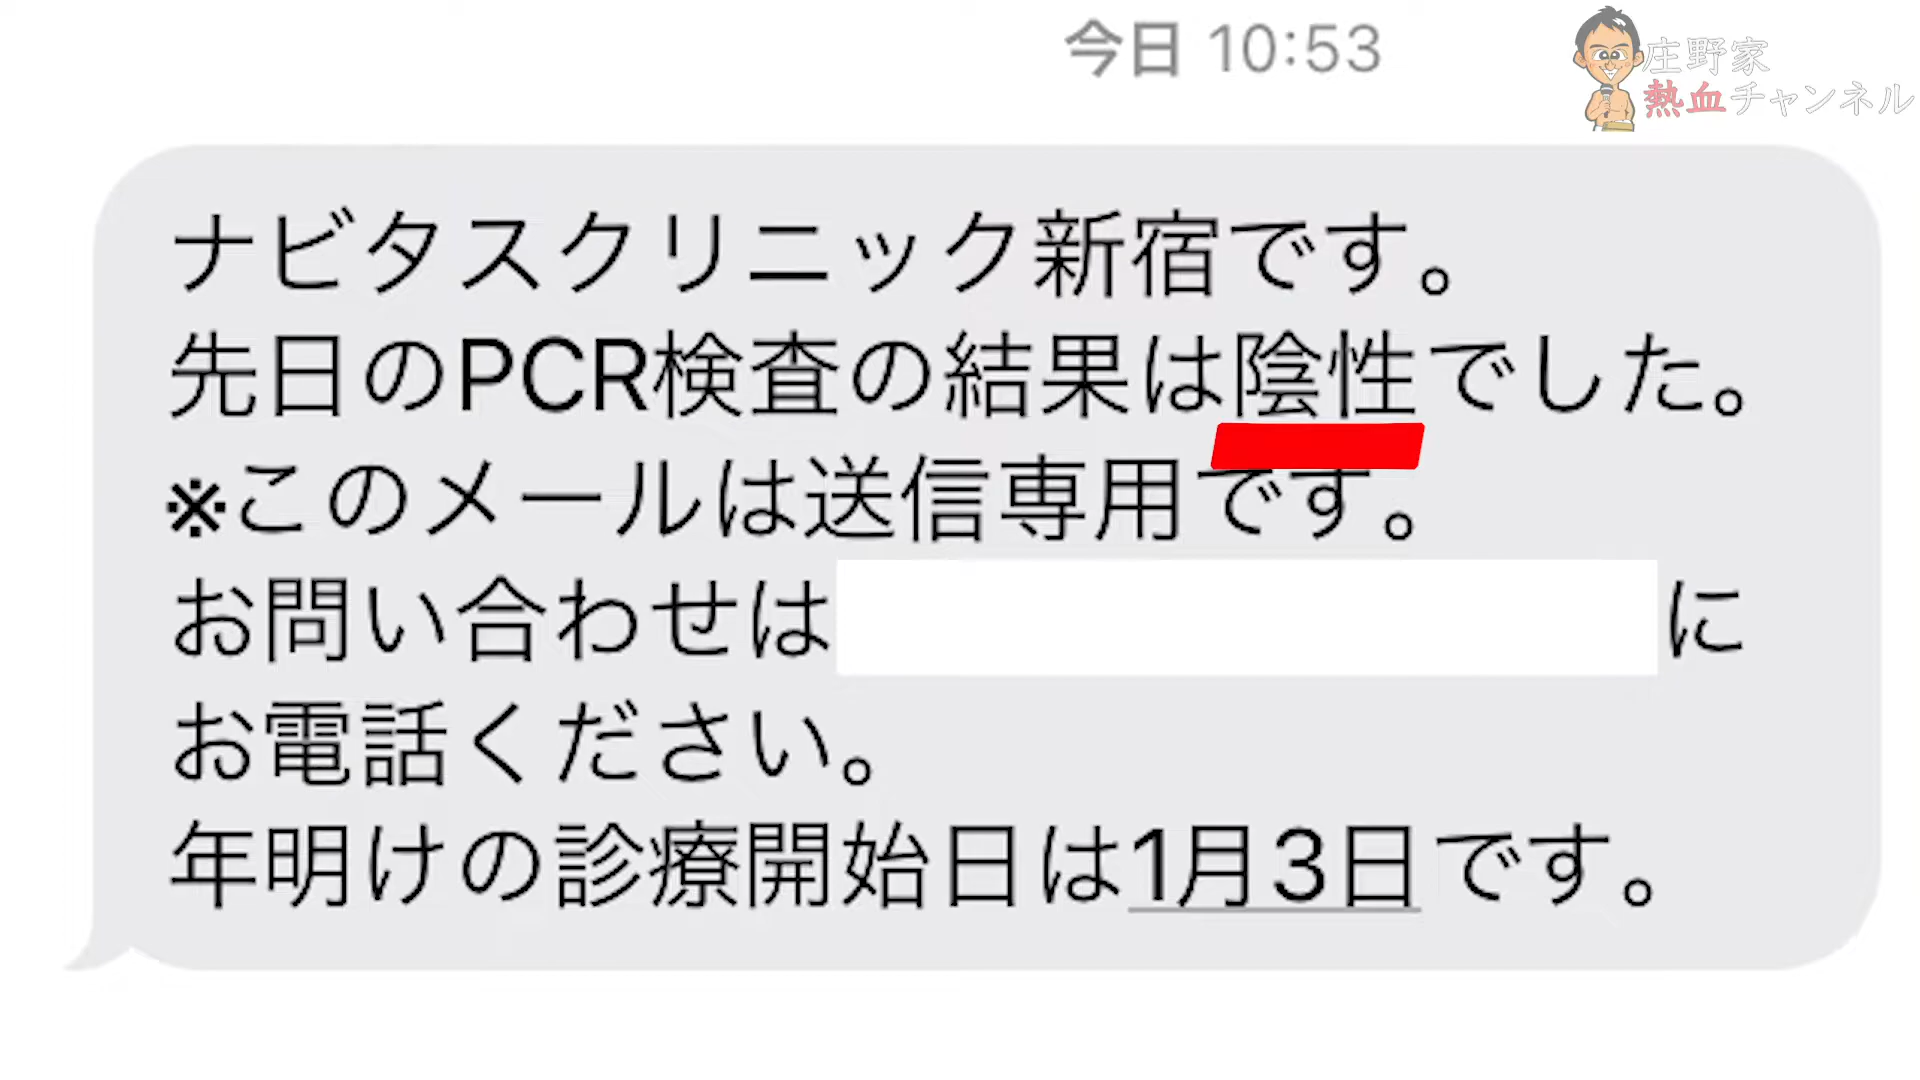 今日 10:53
庄野家
熱血チャンネル
ナビタスクリニック新宿です。
先日のPCR検査の結果は陰性でした。
※このメールは送信専用です。
お問い合わせは に
お電話ください。
年明けの診療開始日は1月3日です。